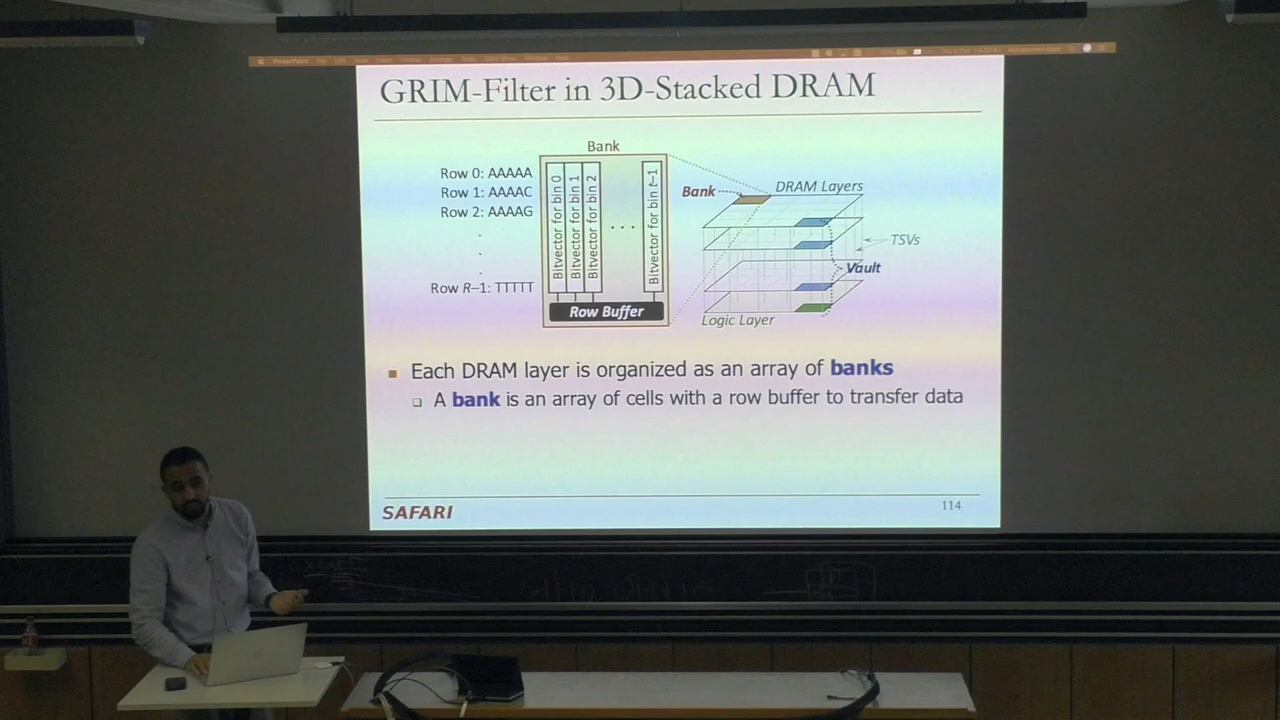 PowerPoint
GRIM-Filter in 3D-Stacked DRAM
Bank
Row 0: AAAAA
Row 1: AAAAC
Row 2: AAAAG
.
.
.
Row R–1: TTTTT
Bitvector for bin 0
Bitvector for bin 1
Bitvector for bin 2
. . .
Bitvector for bin t–1
Row Buffer
Bank
DRAM Layers
TSVs
Vault
Logic Layer
Each DRAM layer is organized as an array of banks
A bank is an array of cells with a row buffer to transfer data
SAFARI
114